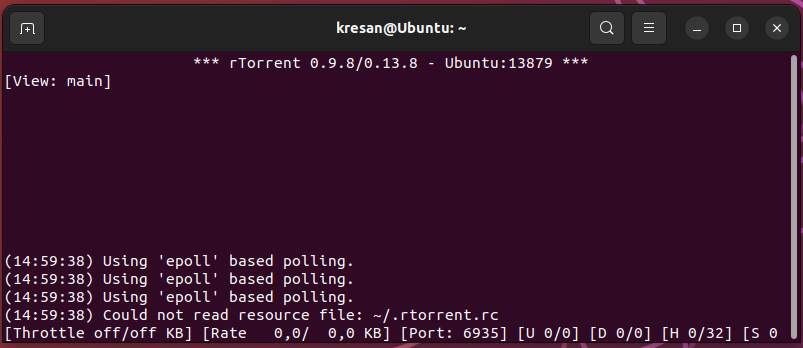 kresan@Ubuntu: ~
*** rTorrent 0.9.8/0.13.8 - Ubuntu:13879 ***
[View: main]
(14:59:38) Using 'epoll' based polling.
(14:59:38) Using 'epoll' based polling.
(14:59:38) Using 'epoll' based polling.
(14:59:38) Could not read resource file: ~/.rtorrent.rc
[Throttle off/off KB] [Rate   0,0/  0,0 KB] [Port: 6935] [U 0/0] [D 0/0] [H 0/32] [S 0